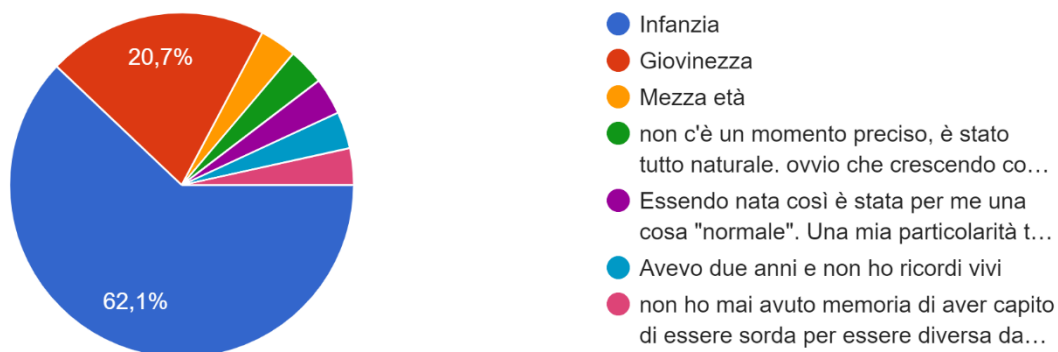 20,7%
62,1%
Infanzia
Giovinezza
Mezza età
non c'è un momento preciso, è stato
tutto naturale. ovvio che crescendo co…
Essendo nata così è stata per me una
cosa "normale". Una mia particolarità t…
Avevo due anni e non ho ricordi vivi
non ho mai avuto memoria di aver capito
di essere sorda per essere diversa da…